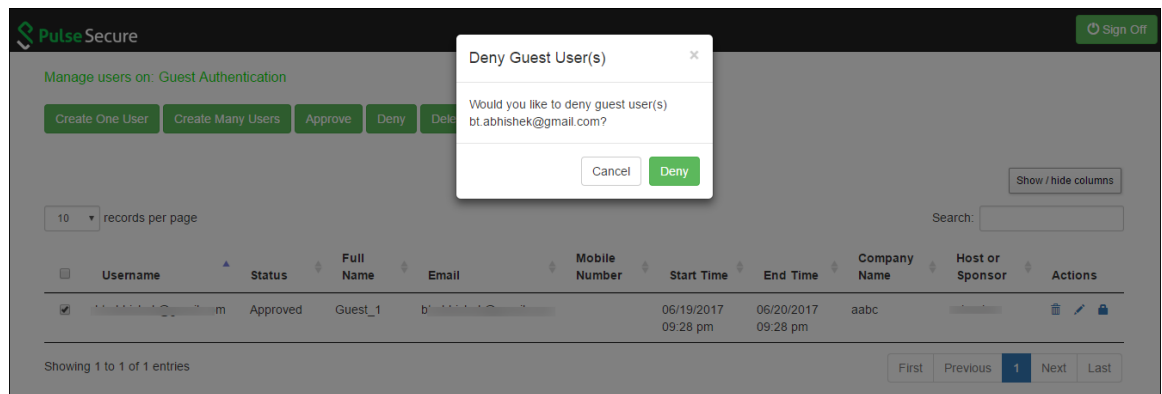 Pulse Secure
Sign Off
Deny Guest User(s)
×
Manage users on: Guest Authentication
Would you like to deny guest user(s)
bt.abhishek@gmail.com?
Create One User
Create Many Users
Approve
Deny
Dele
Cancel
Deny
Show / hide columns
10 records per page
Search:
Username
Status
Full
Name
Email
Mobile
Number
Start Time
End Time
Company
Name
Host or
Sponsor
Actions
Approved
Guest_1
06/19/2017
09:28 pm
06/20/2017
09:28 pm
aabc
Showing 1 to 1 of 1 entries
First
Previous
1
Next
Last